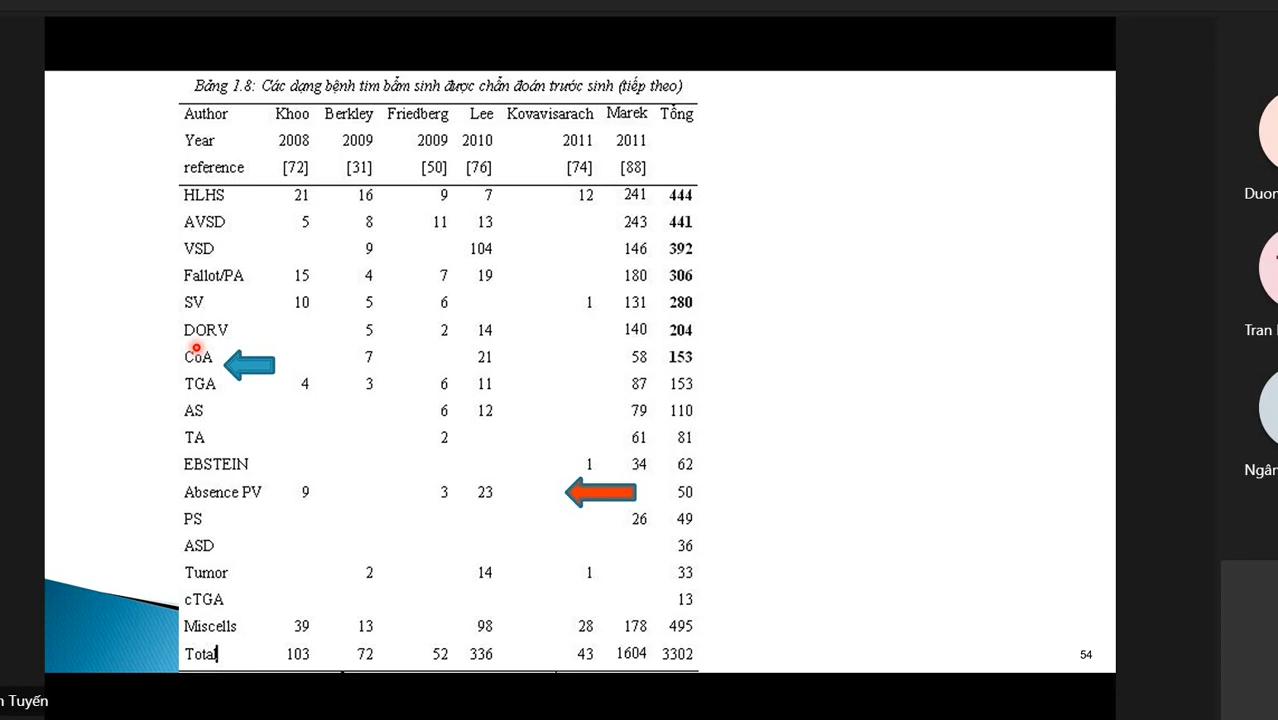 Bảng 1.8: Các dạng bệnh tim bẩm sinh được chẩn đoán trước sinh (tiếp theo)
Author Khoo Berkley Friedberg Lee Kovavisarach Marek Tổng
Year 2008 2009 2009 2010 2011 2011
reference [72] [31] [50] [76] [74] [88]
HLHS 21 16 9 7 12 241 444
AVSD 5 8 11 13 243 441
VSD 9 104 146 392
Fallot/PA 15 4 7 19 180 306
SV 10 5 6 1 131 280
DORV 5 2 14 140 204
CoA 7 21 58 153
TGA 4 3 6 11 87 153
AS 6 12 79 110
TA 2 61 81
EBSTEIN 1 34 62
Absence PV 9 3 23 50
PS 26 49
ASD 36
Tumor 2 14 1 33
cTGA 13
Miscells 39 13 98 28 178 495
Total 103 72 52 336 43 1604 3302
54
Duon
Tran
Ngân
n Tuyến